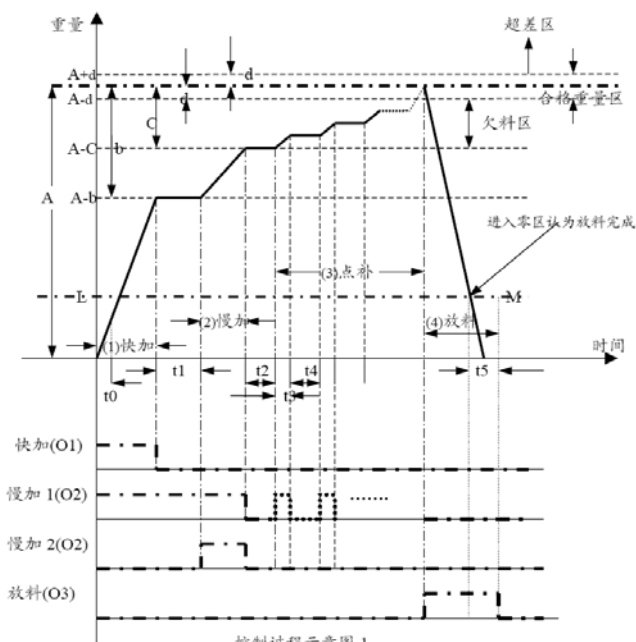 重量
超差区
A+d
d
A-d
d
合格重量区
C
欠料区
A-C
b
A
A-b
进入零区认为放料完成
(3)点补
L
M
(2)慢加
(4)放料
(1)快加
时间
t0
t1
t2
t3
t4
t5
快加(O1)
慢加 1(O2)
慢加 2(O2)
放料(O3)
控制过程示意图 1